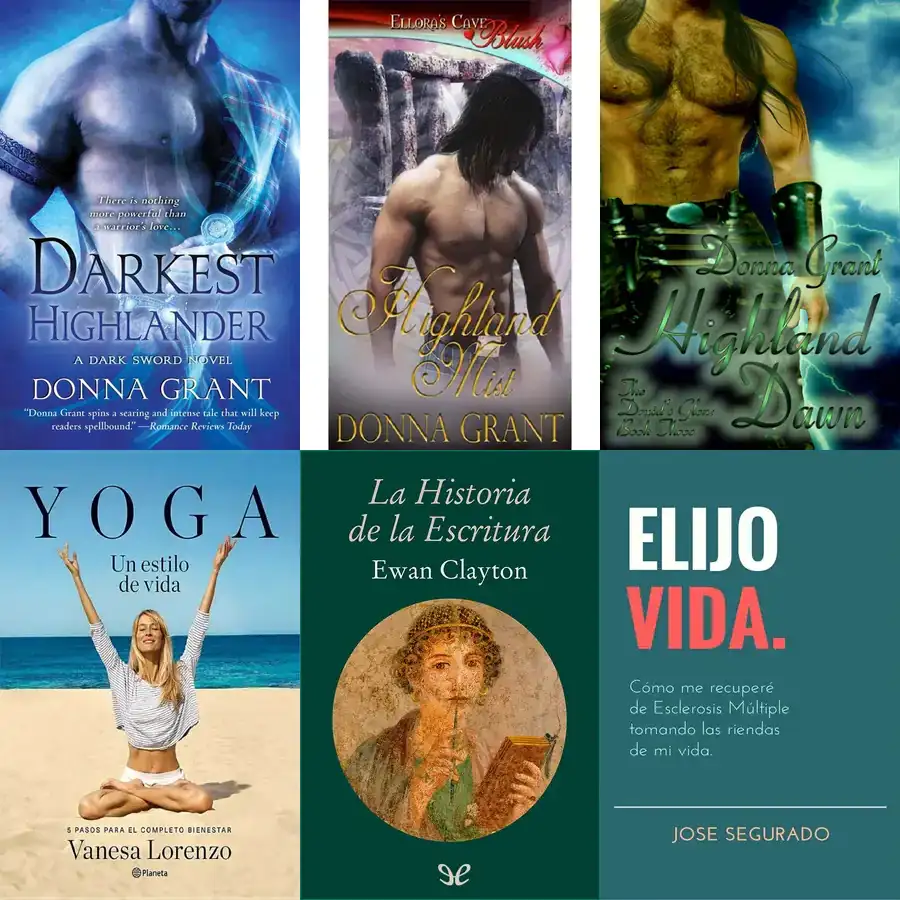 There is nothing
more powerful than
a warrior's love...
DARKEST
HIGHLANDER
A DARK SWORD NOVEL
DONNA GRANT
"Donna Grant spins a searing and intense tale that will keep
readers spellbound." —Romance Reviews Today
ELLORA'S CAVE
Blush
Highland
Mist
DONNA GRANT
Donna Grant
Highland
Dawn
The
Druid's Glen
Book Three
YOGA
Un estilo
de vida
5 PASOS PARA EL COMPLETO BIENESTAR
Vanesa Lorenzo
Planeta
La Historia
de la Escritura
Ewan Clayton
ELIJO
VIDA.
Cómo me recuperé
de Esclerosis Múltiple
tomando las riendas
de mi vida.
JOSE SEGURADO